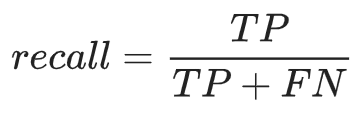 recall = TP / TP + FN